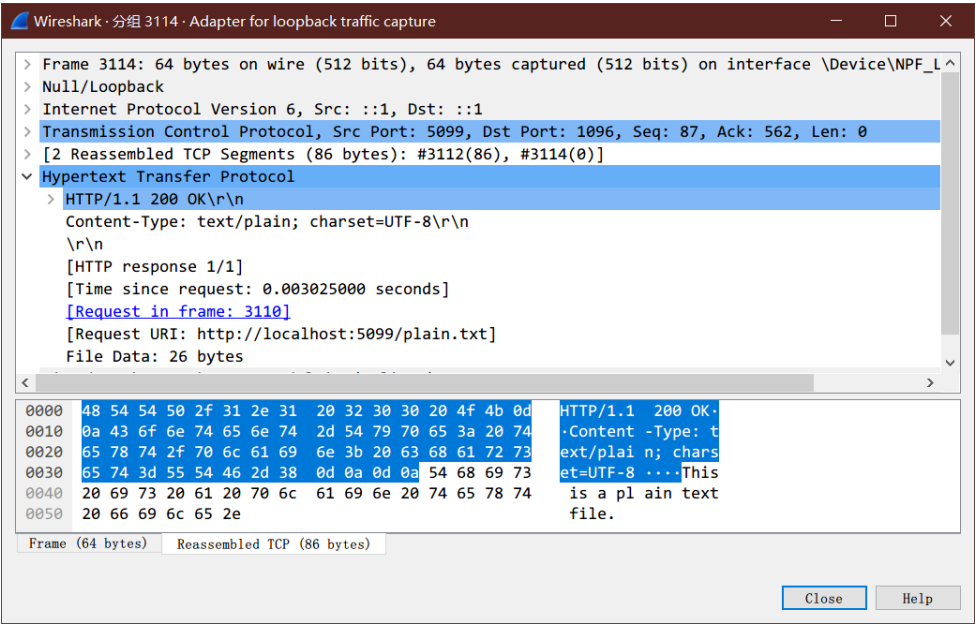 Wireshark · 分组 3114 · Adapter for loopback traffic capture
Frame 3114: 64 bytes on wire (512 bits), 64 bytes captured (512 bits) on interface \Device\NPF_L
Null/Loopback
Internet Protocol Version 6, Src: ::1, Dst: ::1
Transmission Control Protocol, Src Port: 5099, Dst Port: 1096, Seq: 87, Ack: 562, Len: 0
[2 Reassembled TCP Segments (86 bytes): #3112(86), #3114(0)]
Hypertext Transfer Protocol
HTTP/1.1 200 OK\r\n
Content-Type: text/plain; charset=UTF-8\r\n
\r\n
[HTTP response 1/1]
[Time since request: 0.003025000 seconds]
[Request in frame: 3110]
[Request URI: http://localhost:5099/plain.txt]
File Data: 26 bytes
0000 48 54 54 50 2f 31 2e 31 20 32 30 30 20 4f 4b 0d HTTP/1.1 200 OK·
0010 0a 43 6f 6e 74 65 6e 74 2d 54 79 70 65 3a 20 74 ·Content -Type: t
0020 65 78 74 2f 70 6c 61 69 6e 3b 20 63 68 61 72 73 ext/plai n; chars
0030 65 74 3d 55 54 46 2d 38 0d 0a 0d 0a 54 68 69 73 et=UTF-8 ····This
0040 20 69 73 20 61 20 70 6c 61 69 6e 20 74 65 78 74 is a pl ain text
0050 20 66 69 6c 65 2e file.
Frame (64 bytes) Reassembled TCP (86 bytes)
Close Help